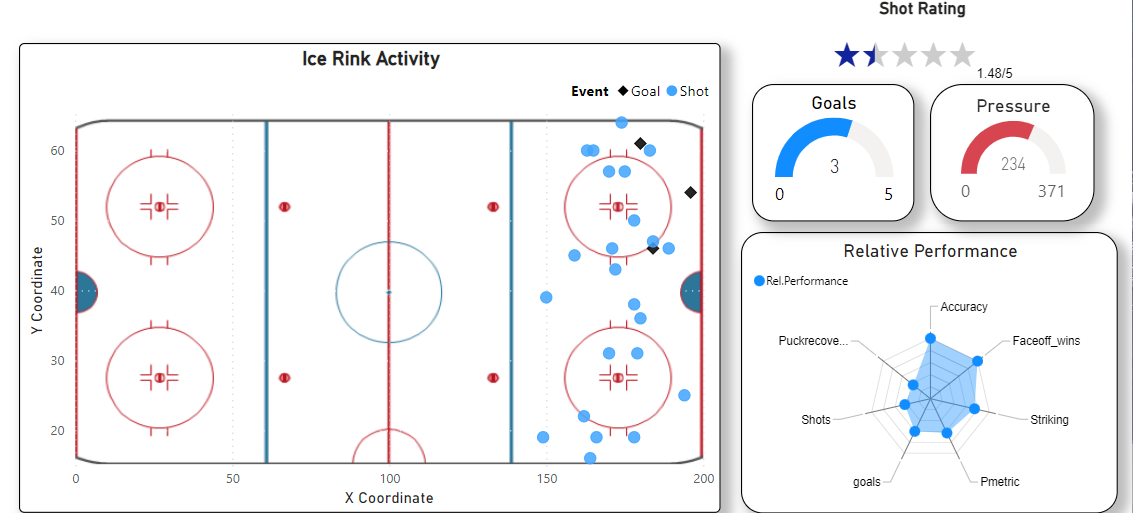 Shot Rating
Ice Rink Activity
1.48/5
Event Goal Shot
Goals
Pressure
3
0 5
234
0 371
60
50
40
30
20
Y Coordinate
0 50 100 150 200
X Coordinate
Relative Performance
Rel.Performance
Accuracy
Puckrecove... Faceoff_wins
Shots Striking
goals Pmetric